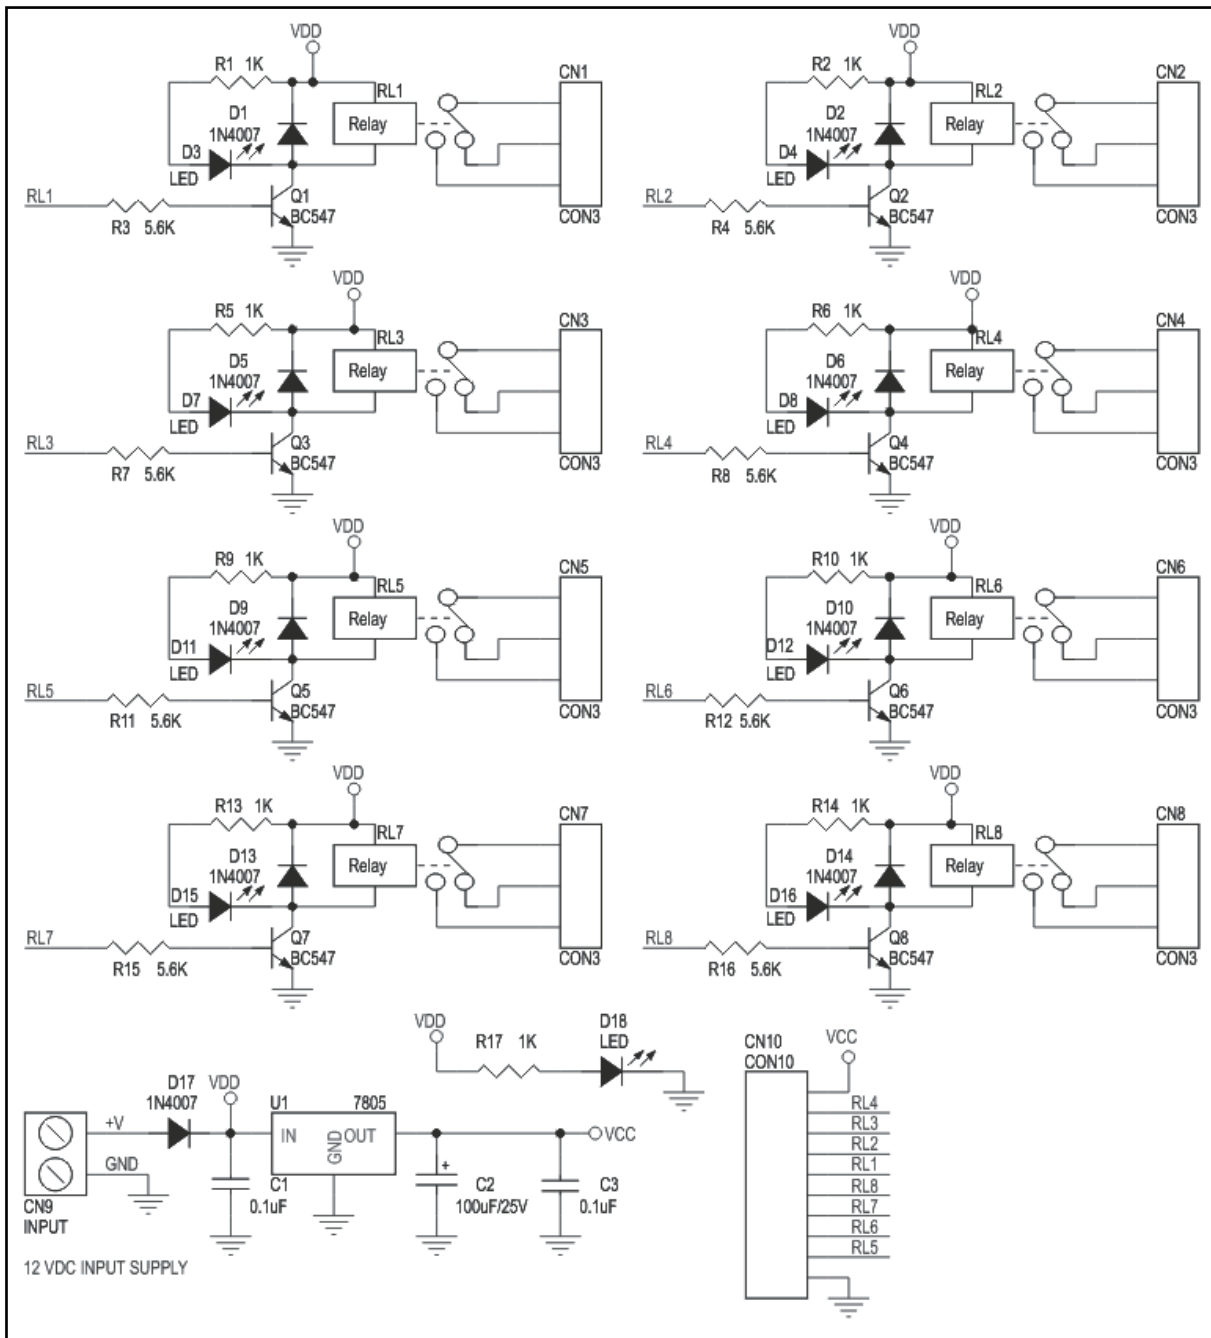 VDD
R1 1K
D1
1N4007
D3
LED
RL1
R3 5.6K
Q1
BC547
RL1
Relay
CN1
CON3
VDD
R2 1K
D2
1N4007
D4
LED
RL2
R4 5.6K
Q2
BC547
RL2
Relay
CN2
CON3
VDD
R5 1K
D5
1N4007
D7
LED
RL3
R7 5.6K
Q3
BC547
RL3
Relay
CN3
CON3
VDD
R6 1K
D6
1N4007
D8
LED
RL4
R8 5.6K
Q4
BC547
RL4
Relay
CN4
CON3
VDD
R9 1K
D9
1N4007
D11
LED
RL5
R11 5.6K
Q5
BC547
RL5
Relay
CN5
CON3
VDD
R10 1K
D10
1N4007
D12
LED
RL6
R12 5.6K
Q6
BC547
RL6
Relay
CN6
CON3
VDD
R13 1K
D13
1N4007
D15
LED
RL7
R15 5.6K
Q7
BC547
RL7
Relay
CN7
CON3
VDD
R14 1K
D14
1N4007
D16
LED
RL8
R16 5.6K
Q8
BC547
RL8
Relay
CN8
CON3
VDD
R17 1K
D18
LED
D17
1N4007
VDD
U1 7805
IN GND OUT
+V
GND
CN9
INPUT
C1
0.1uF
+
C2
100uF/25V
C3
0.1uF
VCC
12 VDC INPUT SUPPLY
CN10
CON10
VCC
RL4
RL3
RL2
RL1
RL8
RL7
RL6
RL5